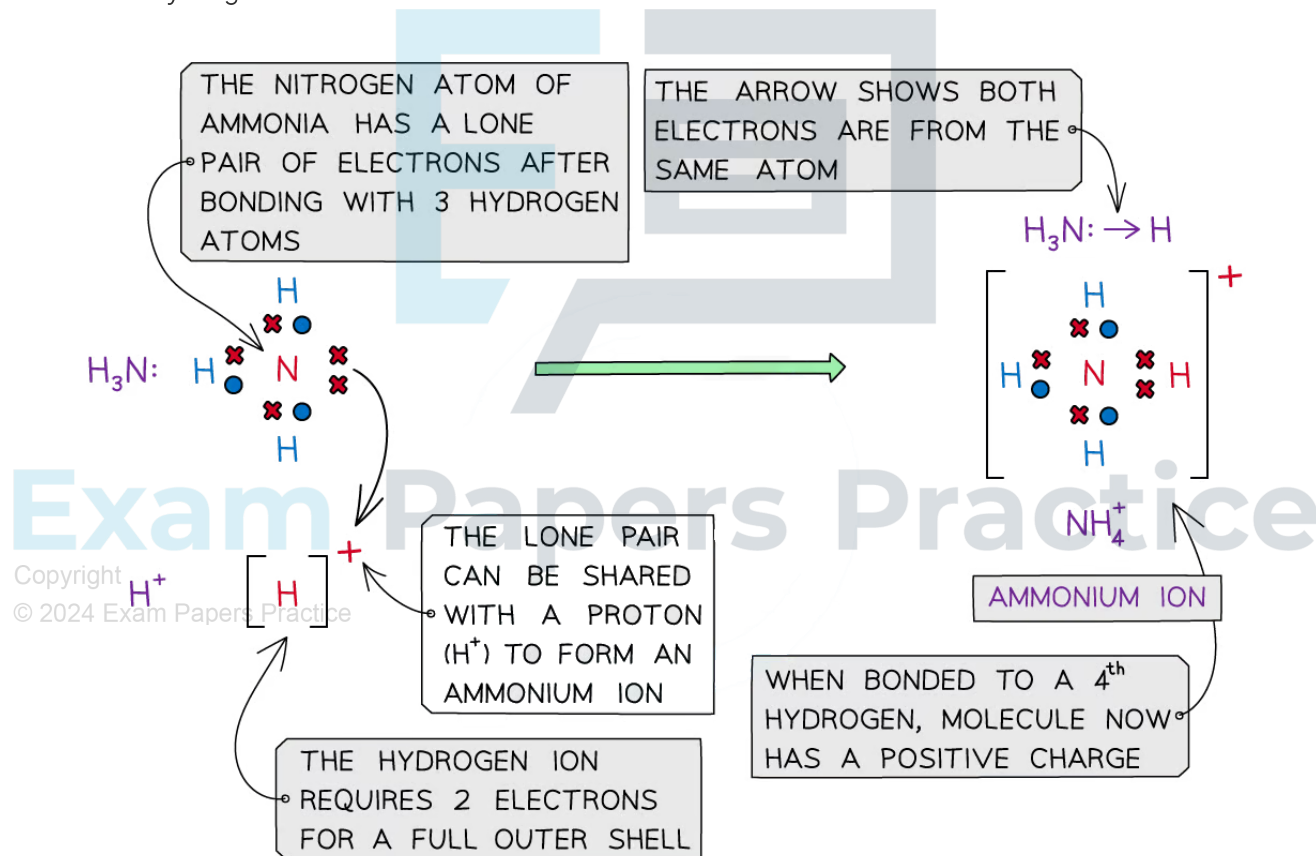 THE NITROGEN ATOM OF
AMMONIA HAS A LONE
PAIR OF ELECTRONS AFTER
BONDING WITH 3 HYDROGEN
ATOMS
THE ARROW SHOWS BOTH
ELECTRONS ARE FROM THE
SAME ATOM
H₃N: → H
H
H₃N: H N
H
+
H
H N H
H
NH₄⁺
AMMONIUM ION
Exam Papers Practice
Copyright
© 2024 Exam Papers Practice
H⁺ [H]⁺
THE LONE PAIR
CAN BE SHARED
WITH A PROTON
(H⁺) TO FORM AN
AMMONIUM ION
WHEN BONDED TO A 4ᵗʰ
HYDROGEN, MOLECULE NOW
HAS A POSITIVE CHARGE
THE HYDROGEN ION
REQUIRES 2 ELECTRONS
FOR A FULL OUTER SHELL